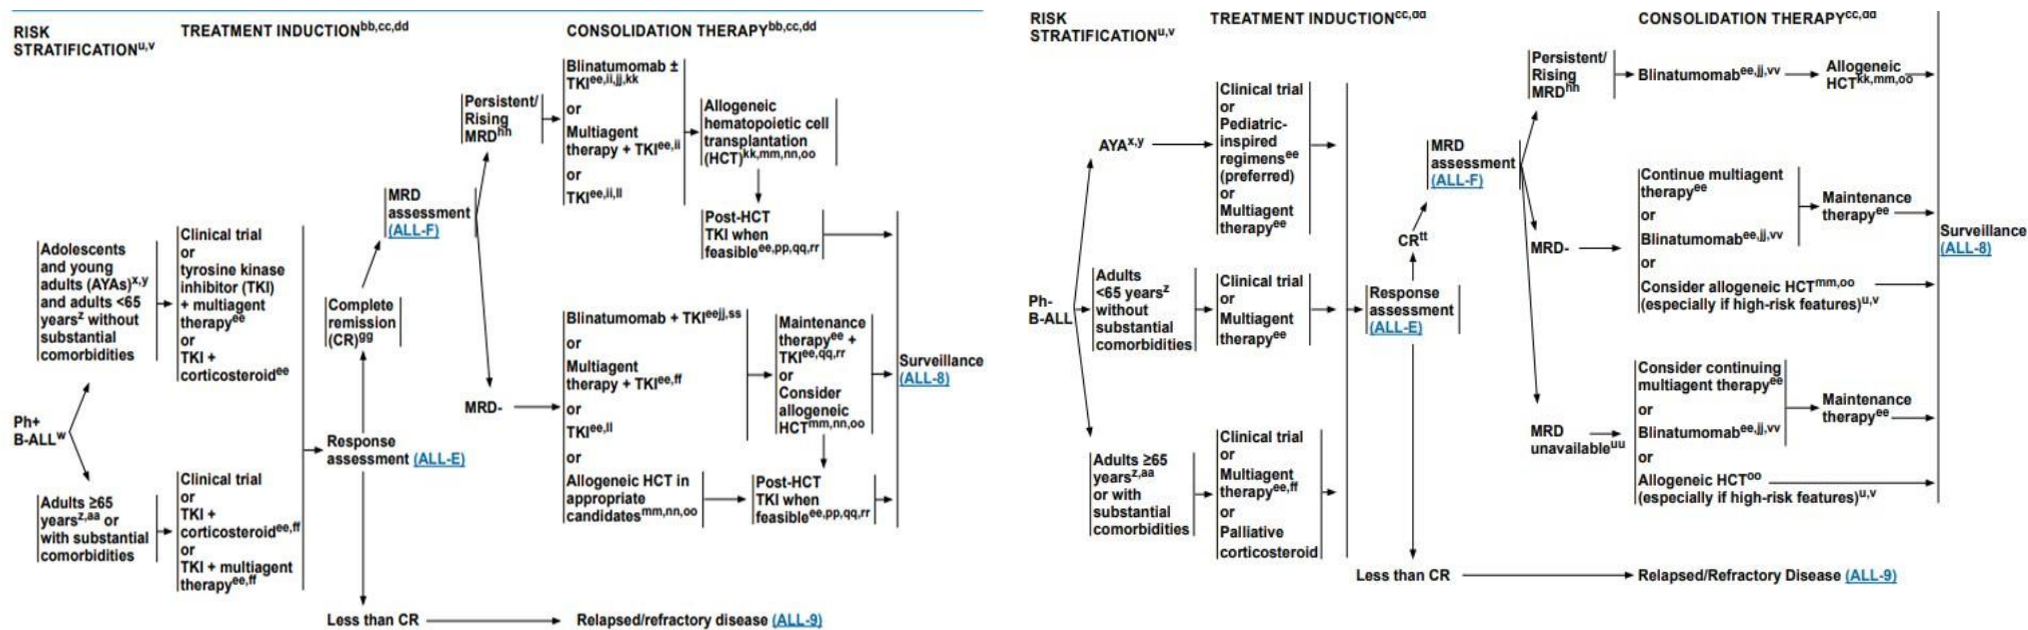 RISK
STRATIFICATIONu,v
TREATMENT INDUCTIONbb,cc,dd
CONSOLIDATION THERAPYbb,cc,dd
Ph+
B-ALLw
Adolescents
and young
adults (AYAs)x,y
and adults <65
yearsz without
substantial
comorbidities
Adults ≥65
yearsz,aa or
with substantial
comorbidities
Clinical trial
or
tyrosine kinase
inhibitor (TKI)
+ multiagent
therapyee
or
TKI +
corticosteroidee
Clinical trial
or
TKI +
corticosteroidee,ff
or
TKI + multiagent
therapyee,ff
Response
assessment (ALL-E)
Complete
remission
(CR)gg
Less than CR
Relapsed/refractory disease (ALL-9)
MRD
assessment
(ALL-F)
Persistent/
Rising
MRDhh
Blinatumomab ±
TKIee,ii,jj,kk
or
Multiagent
therapy + TKIee,ii
or
TKIee,ii,ll
Allogeneic
hematopoietic cell
transplantation
(HCT)kk,mm,nn,oo
Post-HCT
TKI when
feasibleee,pp,qq,rr
MRD-
Blinatumomab + TKIeejj,ss
or
Multiagent
therapy + TKIee,ff
or
TKIee,ll
or
Allogeneic HCT in
appropriate
candidatesmm,nn,oo
Maintenance
therapyee +
TKIee,qq,rr
or
Consider
allogeneic
HCTmm,nn,oo
Post-HCT
TKI when
feasibleee,pp,qq,rr
Surveillance
(ALL-8)
RISK
STRATIFICATIONu,v
TREATMENT INDUCTIONcc,dd
CONSOLIDATION THERAPYcc,dd
Ph-
B-ALL
AYAx,y
Clinical trial
or
Pediatric-
inspired
regimensee
(preferred)
or
Multiagent
therapyee
Adults
<65 yearsz
without
substantial
comorbidities
Clinical trial
or
Multiagent
therapyee
Adults ≥65
yearsz,aa
or with
substantial
comorbidities
Clinical trial
or
Multiagent
therapyee,ff
or
Palliative
corticosteroid
Response
assessment
(ALL-E)
CRtt
Less than CR
Relapsed/Refractory Disease (ALL-9)
MRD
assessment
(ALL-F)
Persistent/
Rising
MRDhh
Blinatumomabee,jj,vv
Allogeneic
HCTkk,mm,oo
MRD-
Continue multiagent
therapyee
or
Blinatumomabee,jj,vv
or
Consider allogeneic HCTmm,oo
(especially if high-risk features)u,v
Maintenance
therapyee
MRD
unavailableuu
Consider continuing
multiagent therapyee
or
Blinatumomabee,jj,vv
or
Allogeneic HCToo
(especially if high-risk features)u,v
Maintenance
therapyee
Surveillance
(ALL-8)